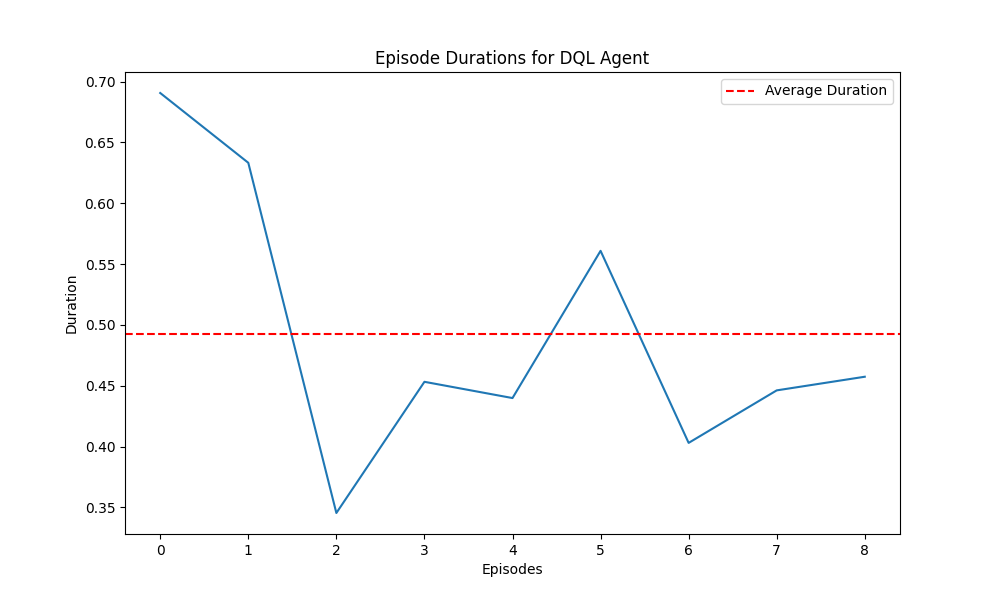 Episode Durations for DQL Agent
Average Duration
0.70
0.65
0.60
0.55
0.50
0.45
0.40
0.35
Duration
0 1 2 3 4 5 6 7 8
Episodes